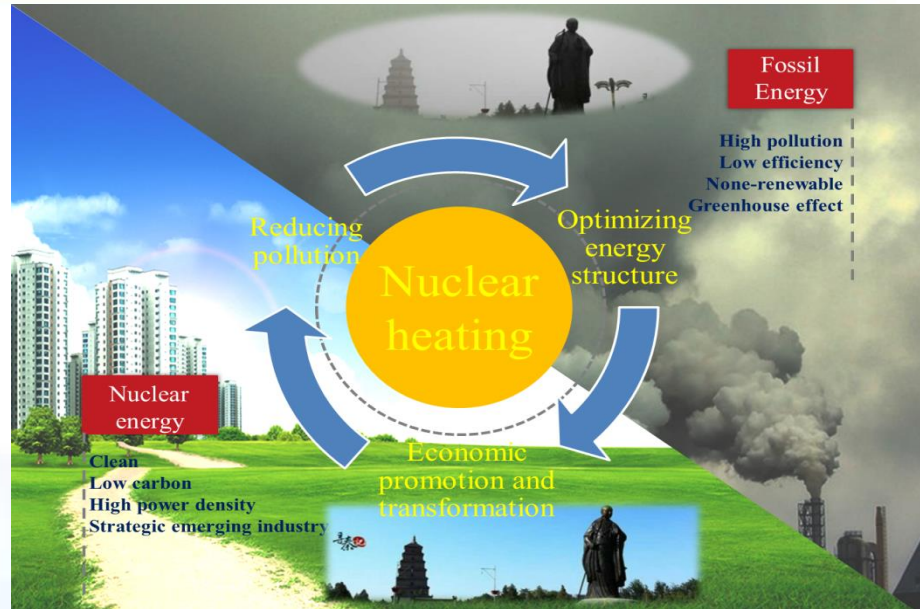 Fossil
Energy
High pollution
Low efficiency
None-renewable
Greenhouse effect
Reducing
pollution
Optimizing
energy
structure
Nuclear
heating
Nuclear
energy
Clean
Low carbon
High power density
Strategic emerging industry
Economic
promotion and
transformation